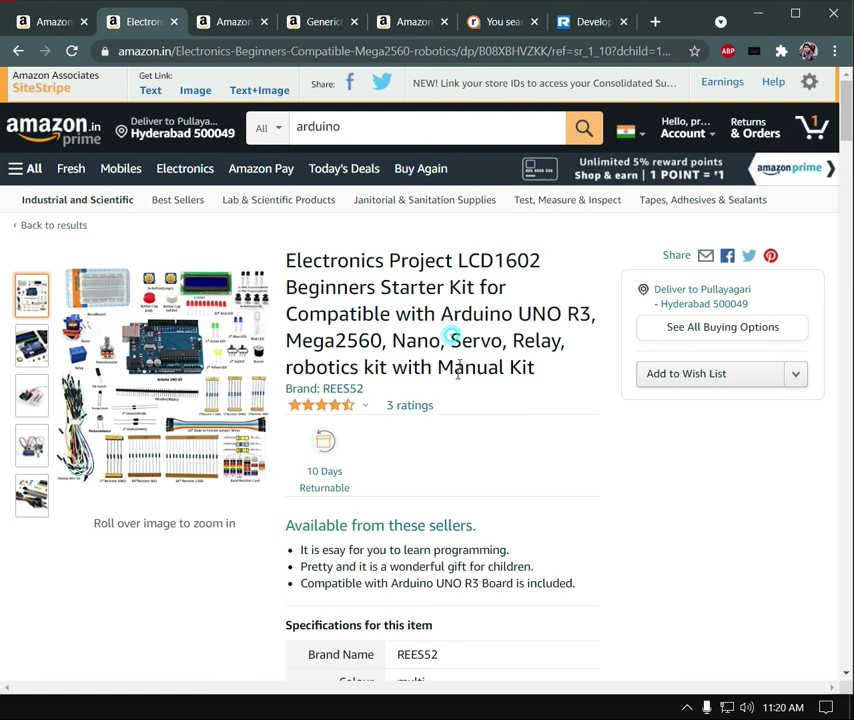 Amazon
Electron
Amazon
Generic(
Amazon
You sea
Develop
amazon.in/Electronics-Beginners-Compatible-Mega2560-robotics/dp/B08XBHVZKK/ref=sr_1_10?dchild=1...
ABP
Amazon Associates
SiteStripe
Get Link:
Text
Image
Text+Image
Share:
NEW! Link your store IDs to access your Consolidated Su...
Earnings
Help
amazon.in
prime
Deliver to Pullaya...
Hyderabad 500049
All
arduino
Hello, pr...
Account
Returns
& Orders
1
All
Fresh
Mobiles
Electronics
Amazon Pay
Today's Deals
Buy Again
Unlimited 5% reward points
Shop & earn | 1 POINT = ₹1
amazon prime
Industrial and Scientific
Best Sellers
Lab & Scientific Products
Janitorial & Sanitation Supplies
Test, Measure & Inspect
Tapes, Adhesives & Sealants
‹ Back to results
Electronics Project LCD1602
Beginners Starter Kit for
Compatible with Arduino UNO R3,
Mega2560, Nano, Servo, Relay,
robotics kit with Manual Kit
Brand: REES52
3 ratings
10 Days
Returnable
Available from these sellers.
• It is esay for you to learn programming.
• Pretty and it is a wonderful gift for children.
• Compatible with Arduino UNO R3 Board is included.
Specifications for this item
Brand Name
REES52
Colour
multi
Roll over image to zoom in
Share
Deliver to Pullayagari
- Hyderabad 500049
See All Buying Options
Add to Wish List
11:20 AM